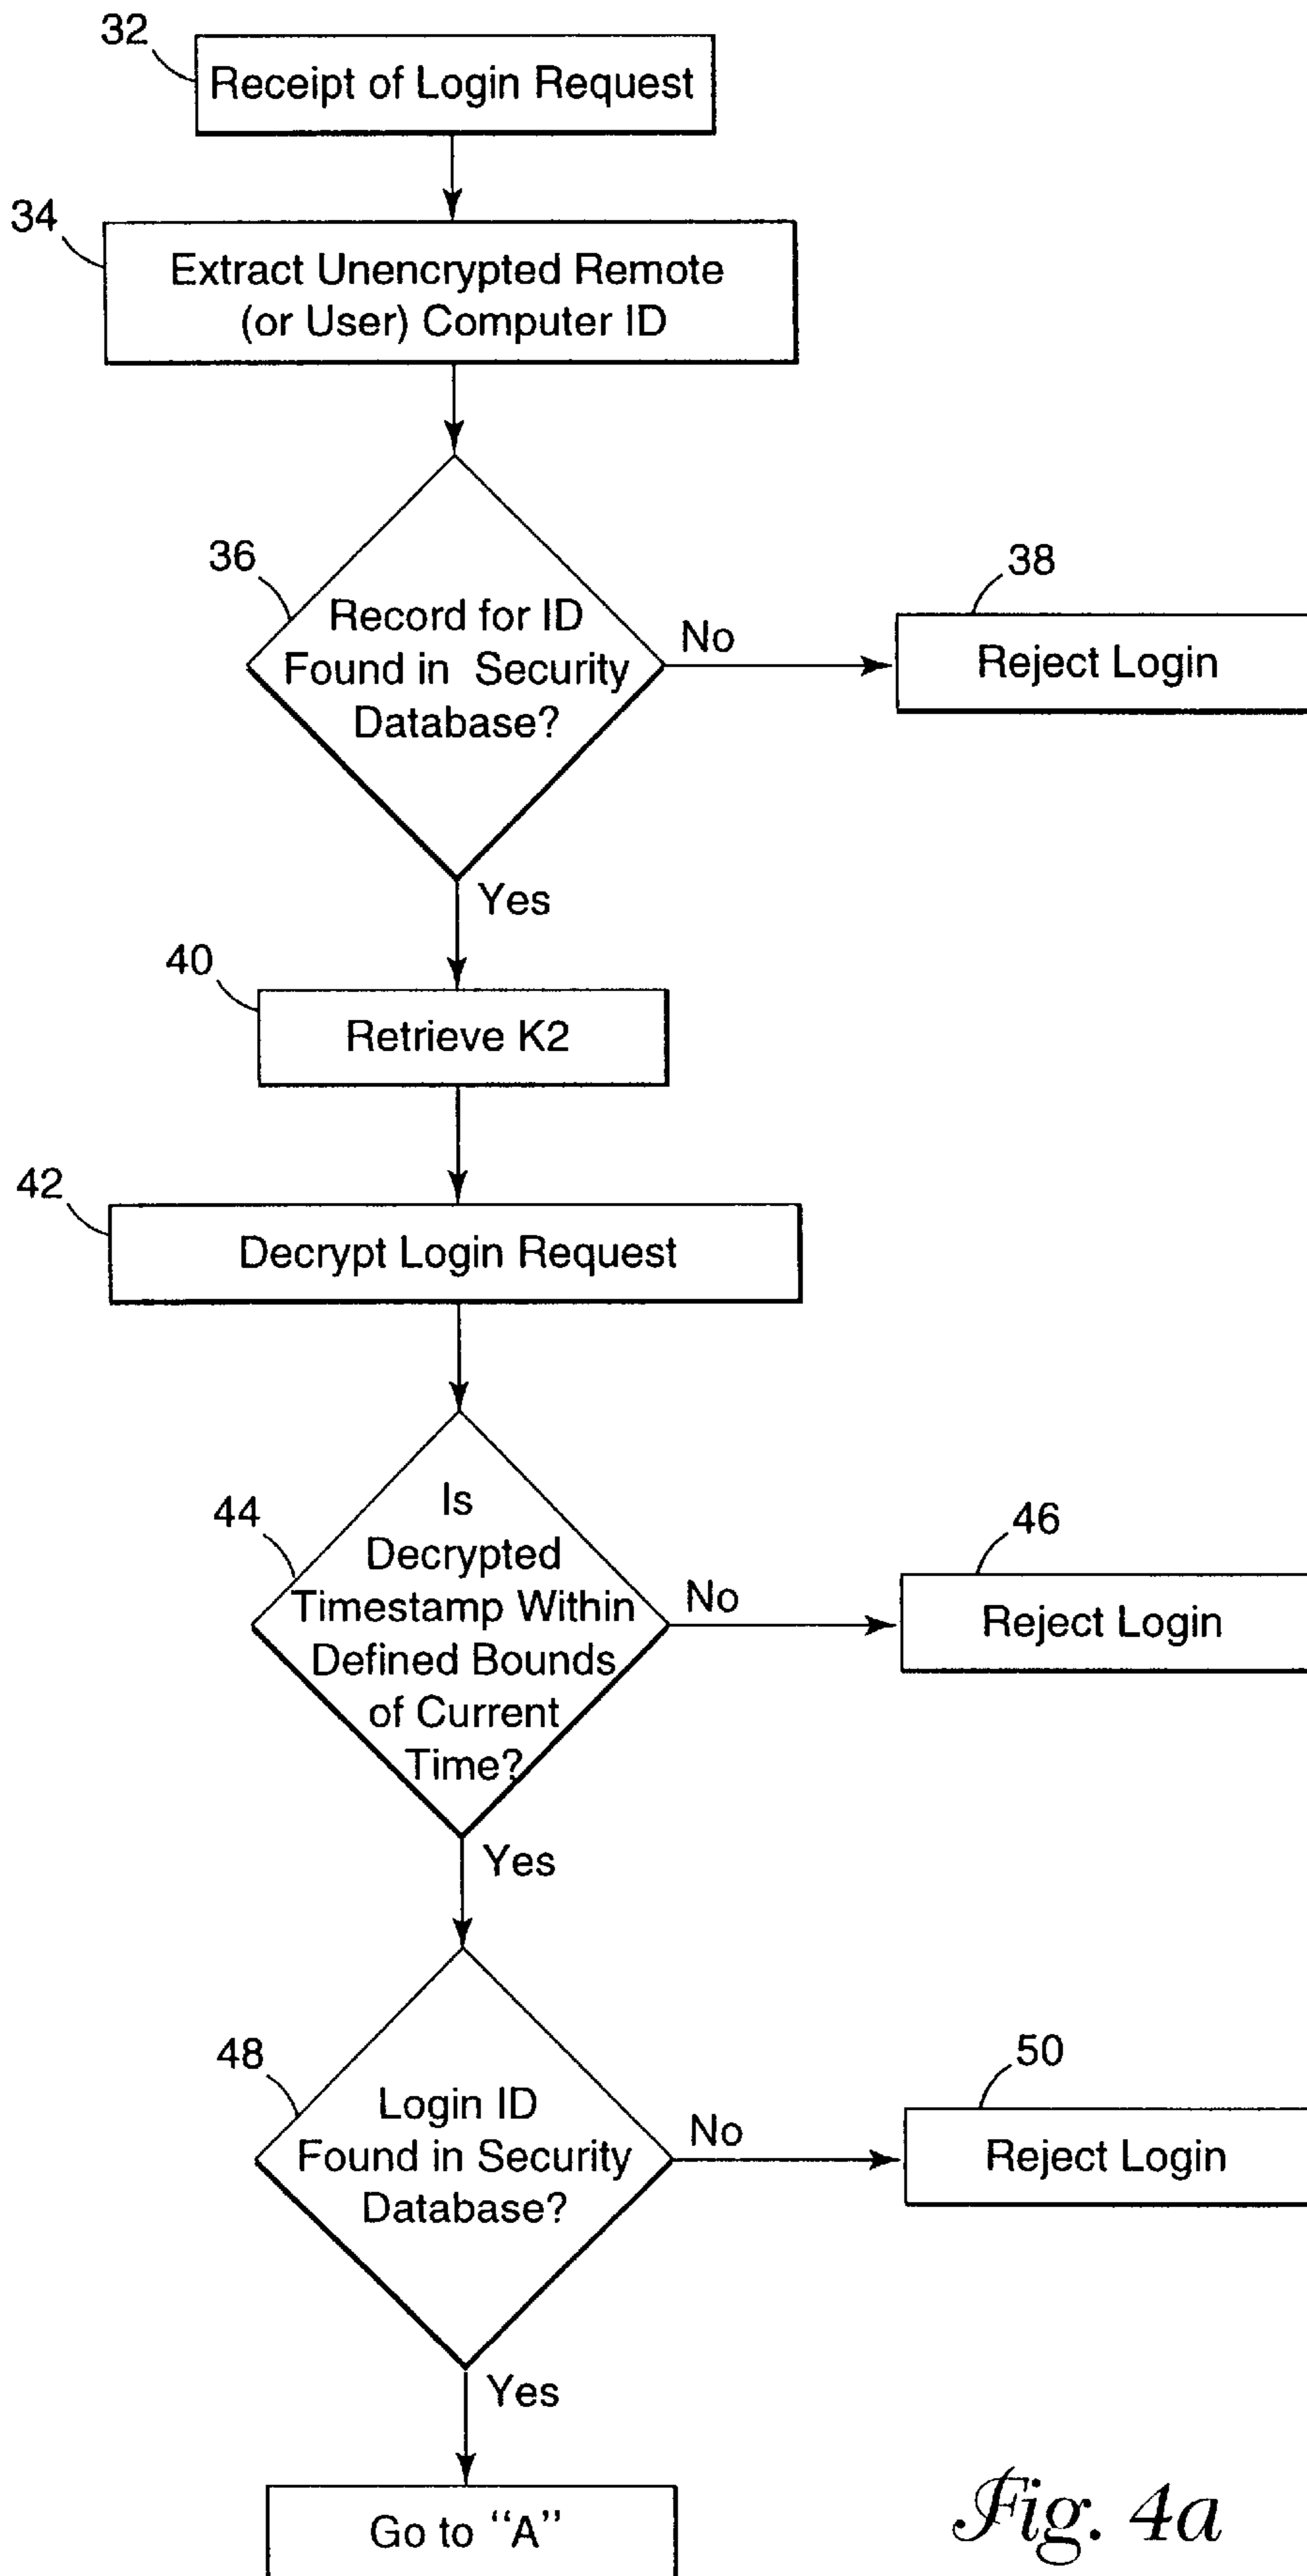 32
Receipt of Login Request
34
Extract Unencrypted Remote
(or User) Computer ID
36
Record for ID
Found in Security
Database?
No
38
Reject Login
Yes
40
Retrieve K2
42
Decrypt Login Request
44
Is
Decrypted
Timestamp Within
Defined Bounds
of Current
Time?
No
46
Reject Login
Yes
48
Login ID
Found in Security
Database?
No
50
Reject Login
Yes
Go to “A”
Fig. 4a